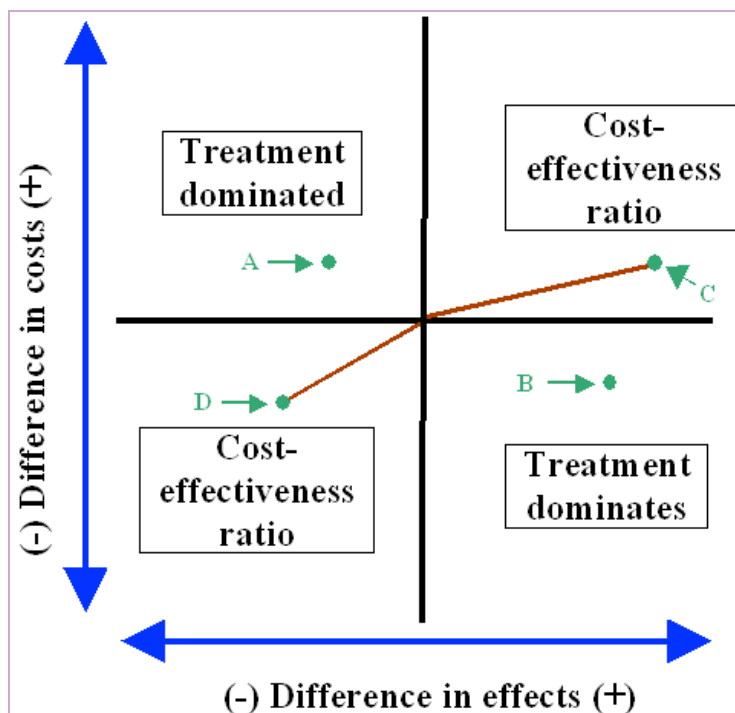 Treatment
dominated
Cost-
effectiveness
ratio
A
C
(-) Difference in costs (+)
D
B
Cost-
effectiveness
ratio
Treatment
dominates
(-) Difference in effects (+)